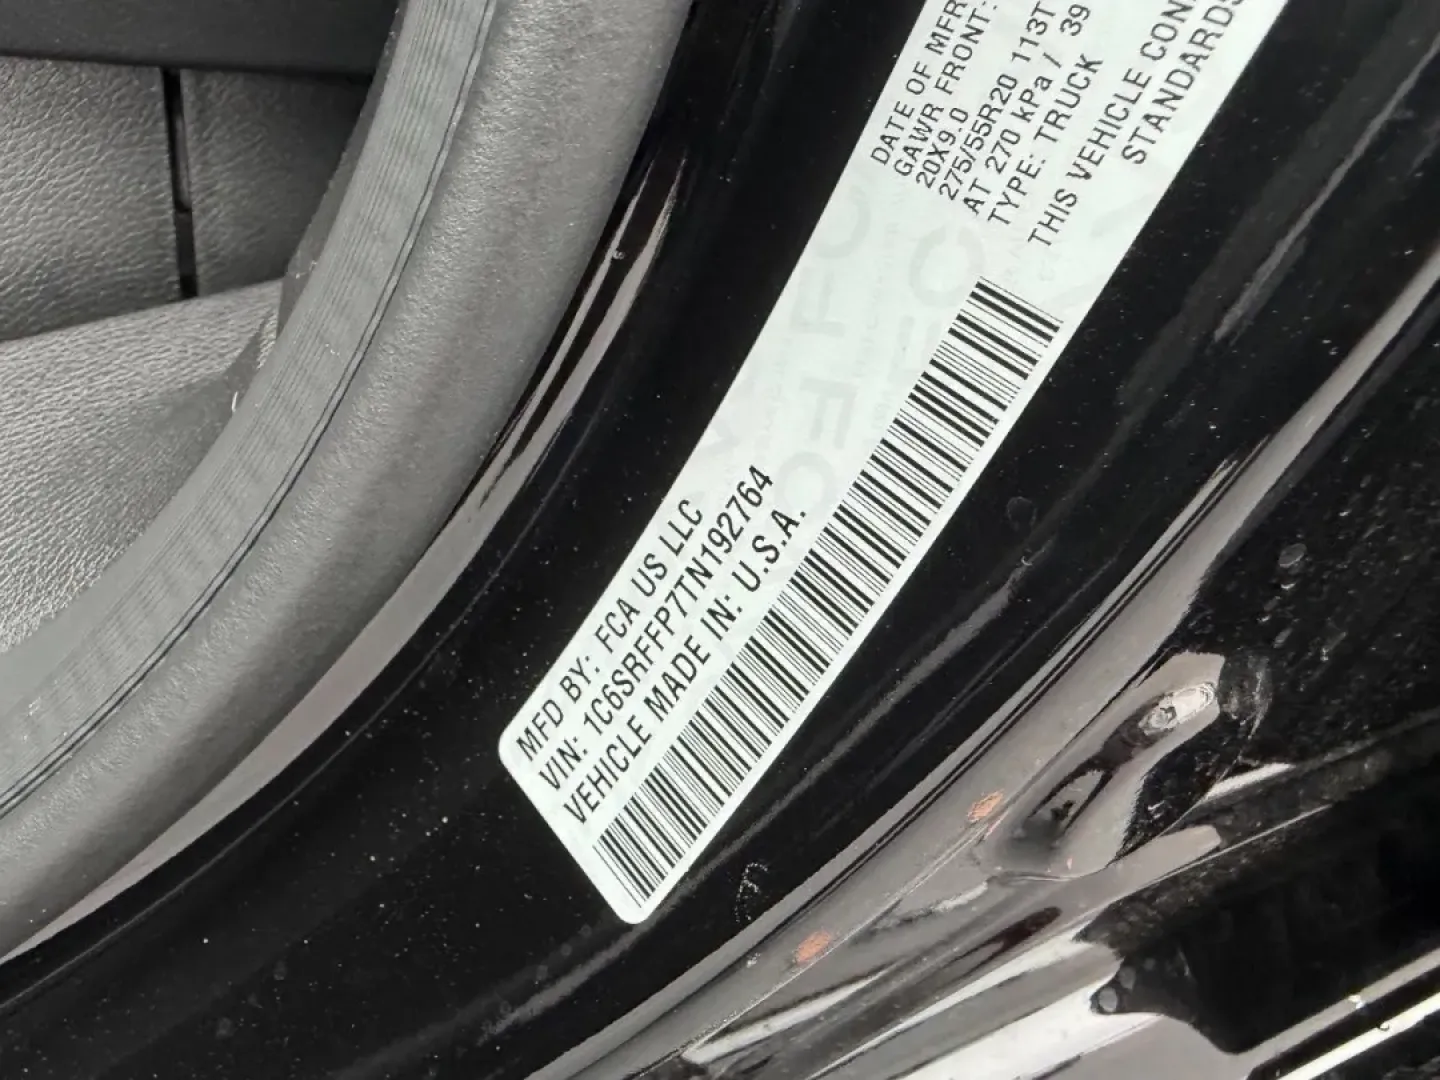 MFD BY: FCA US LLC
VIN: 1C6SRFFP7TN192764
VEHICLE MADE IN: U.S.A.
DATE OF MFR
GAWR FRONT:
20X9.0
275/55R20 113T
AT 270 kPa / 39
TYPE: TRUCK
THIS VEHICLE CON
STANDARDS